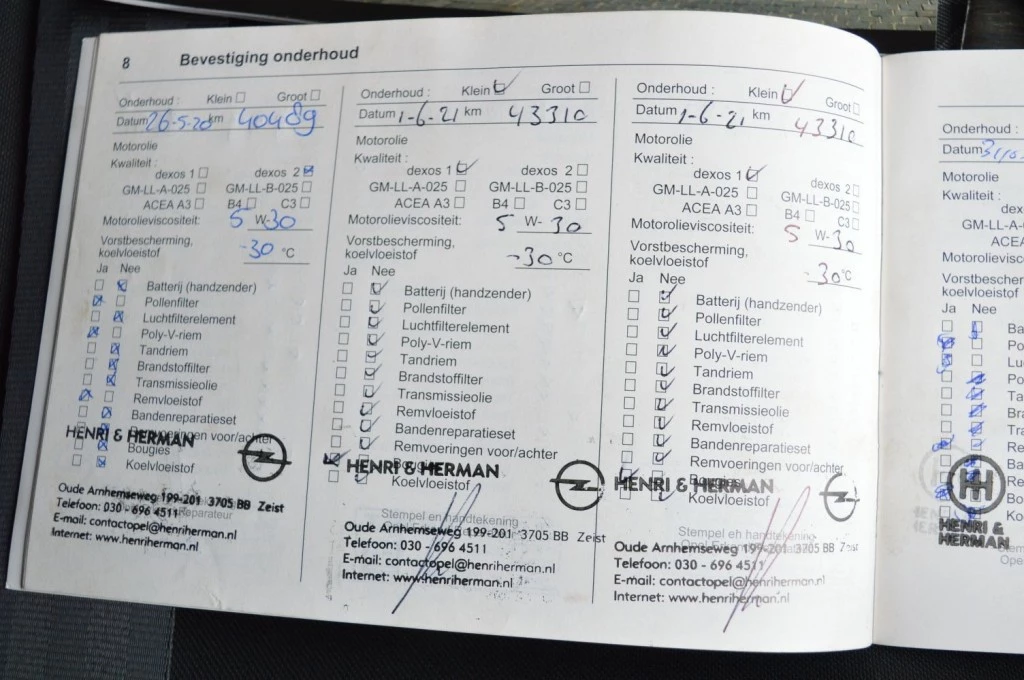 8 Bevestiging onderhoud
Onderhoud : Klein Groot
Datum 26-5-20 km 40489
Motorolie
Kwaliteit :
dexos 1 dexos 2
GM-LL-A-025 GM-LL-B-025
ACEA A3 B4 C3
Motorolieviscositeit: 5 W-30
Vorstbescherming,
koelvloeistof -30 °C
Ja Nee
Batterij (handzender)
Pollenfilter
Luchtfilterelement
Poly-V-riem
Tandriem
Brandstoffilter
Transmissieolie
Remvloeistof
Bandenreparatieset
Remvoeringen voor/achter
HENRI & HERMAN
Bougies
Koelvloeistof
Oude Arnhemseweg 199-201 3705 BB Zeist
Telefoon: 030 - 696 4511
E-mail: contactopel@henriherman.nl
Internet: www.henriherman.nl
Onderhoud : Klein Groot
Datum 1-6-21 km 43310
Motorolie
Kwaliteit :
dexos 1 dexos 2
GM-LL-A-025 GM-LL-B-025
ACEA A3 B4 C3
Motorolieviscositeit: 5 W-30
Vorstbescherming,
koelvloeistof -30 °C
Ja Nee
Batterij (handzender)
Pollenfilter
Luchtfilterelement
Poly-V-riem
Tandriem
Brandstoffilter
Transmissieolie
Remvloeistof
Bandenreparatieset
Remvoeringen voor/achter
Bougies
HENRI & HERMAN
Koelvloeistof
Stempel en handtekening
Oude Arnhemseweg 199-201 3705 BB Zeist
Telefoon: 030 - 696 4511
E-mail: contactopel@henriherman.nl
Internet: www.henriherman.nl
Onderhoud : Klein Groot
Datum 1-6-21 km 43310
Motorolie
Kwaliteit :
dexos 1 dexos 2
GM-LL-A-025 GM-LL-B-025
ACEA A3 B4 C3
Motorolieviscositeit: 5 W-30
Vorstbescherming,
koelvloeistof -30 °C
Ja Nee
Batterij (handzender)
Pollenfilter
Luchtfilterelement
Poly-V-riem
Tandriem
Brandstoffilter
Transmissieolie
Remvloeistof
Bandenreparatieset
Remvoeringen voor/achter
Bougies
HENRI & HERMAN
Koelvloeistof
Stempel en handtekening
Oude Arnhemseweg 199-201 3705 BB Zeist
Telefoon: 030 - 696 4511
E-mail: contactopel@henriherman.nl
Internet: www.henriherman.nl
Onderhoud :
Datum
Motorolie
Kwaliteit :
GM-LL-A
Motorolieviscos
Vorstbescherm
koelvloeistof
Ja Nee
HENRI &
HERMAN